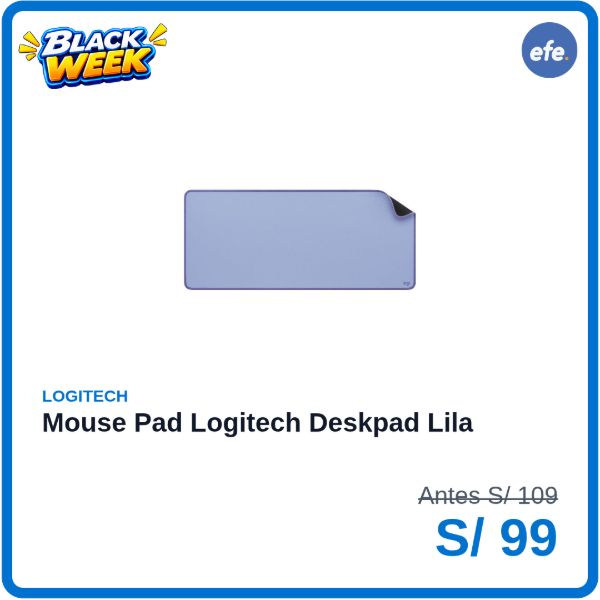 BLACK
WEEK
efe.
LOGITECH
Mouse Pad Logitech Deskpad Lila
Antes S/ 109
S/ 99